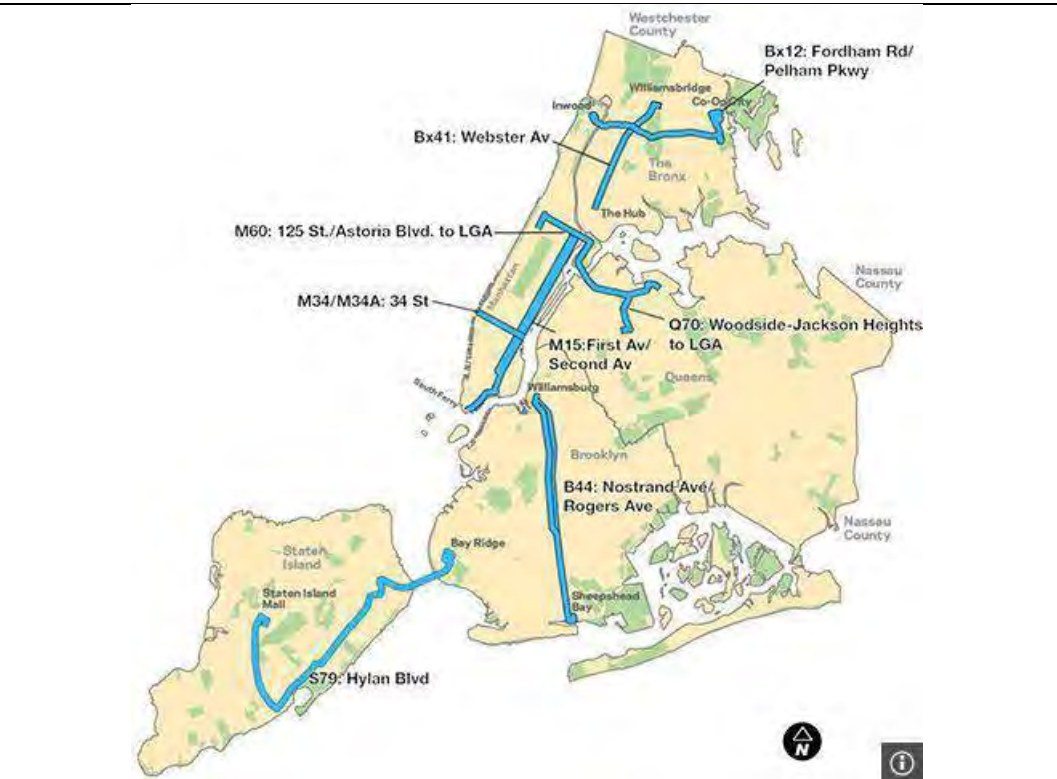 Westchester
County
Bx12: Fordham Rd/
Pelham Pkwy
Williamsbridge
Co-Op City
Inwood
Bx41: Webster Av
The
Bronx
The Hub
M60: 125 St./Astoria Blvd. to LGA
Nassau
County
Manhattan
M34/M34A: 34 St
Q70: Woodside-Jackson Heights
to LGA
M15:First Av/
Second Av
Queens
South Ferry
Williamsburg
Brooklyn
B44: Nostrand Ave/
Rogers Ave
Nassau
County
Bay Ridge
Staten
Island
Staten Island
Mall
Sheepshead
Bay
S79: Hylan Blvd
N
i